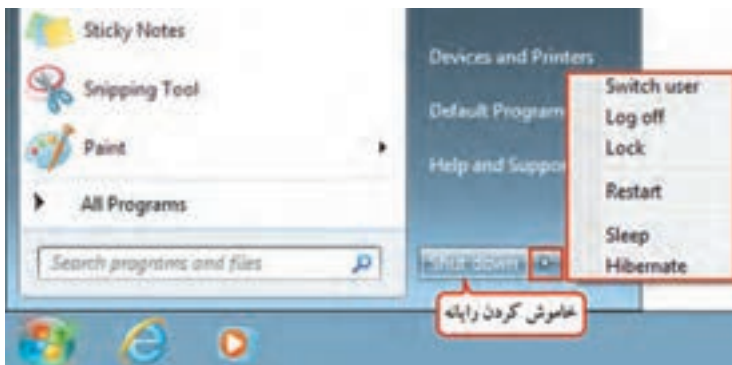 Sticky Notes
Snipping Tool
Paint
All Programs
Search programs and files
Devices and Printers
Default Program
Help and Suppor
Shut down
Switch user
Log off
Lock
Restart
Sleep
Hibernate
خاموش کردن رایانه